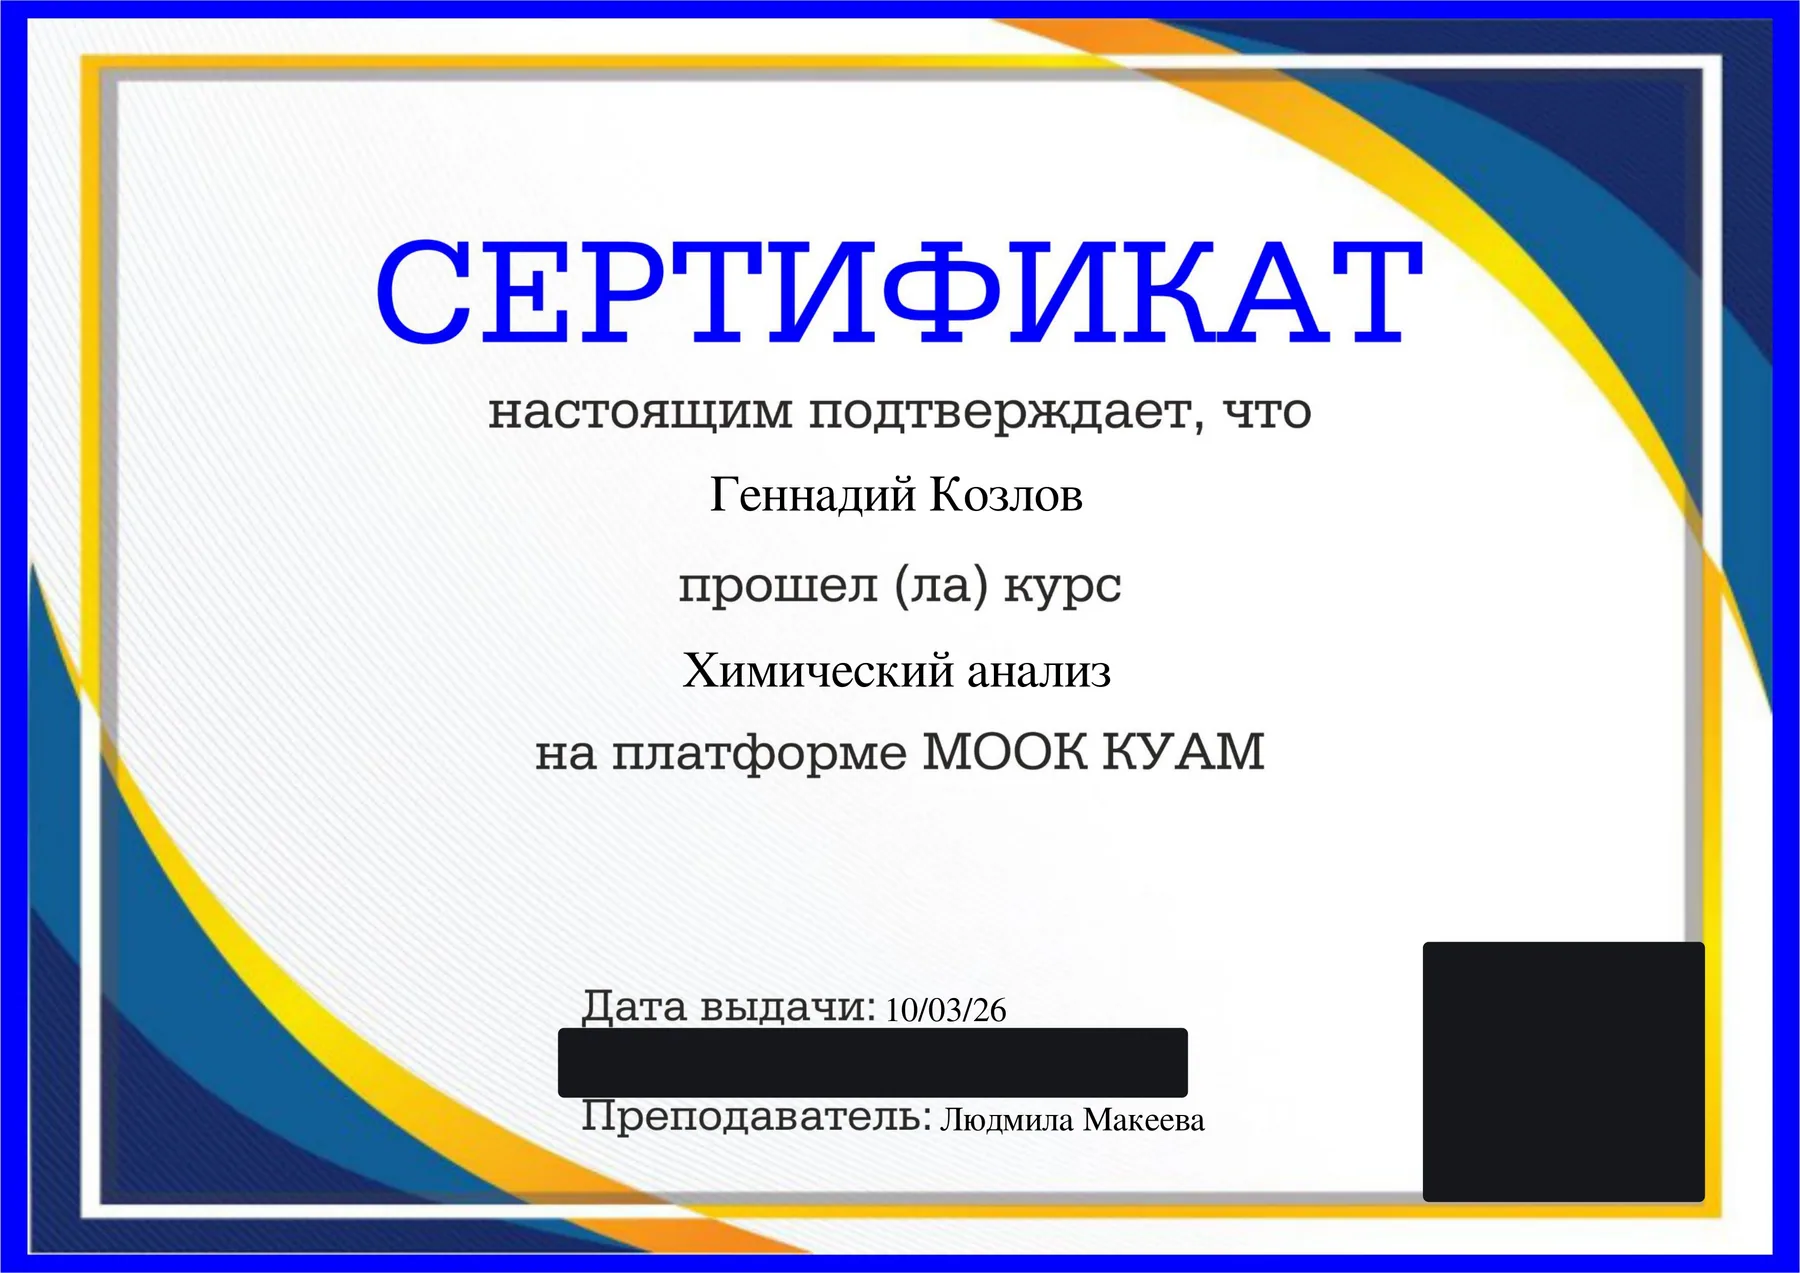 СЕРТИФИКАТ
настоящим подтверждает, что
Геннадий Козлов
прошел (ла) курс
Химический анализ
на платформе МООК КУАМ
Дата выдачи: 10/03/26
Преподаватель: Людмила Макеева